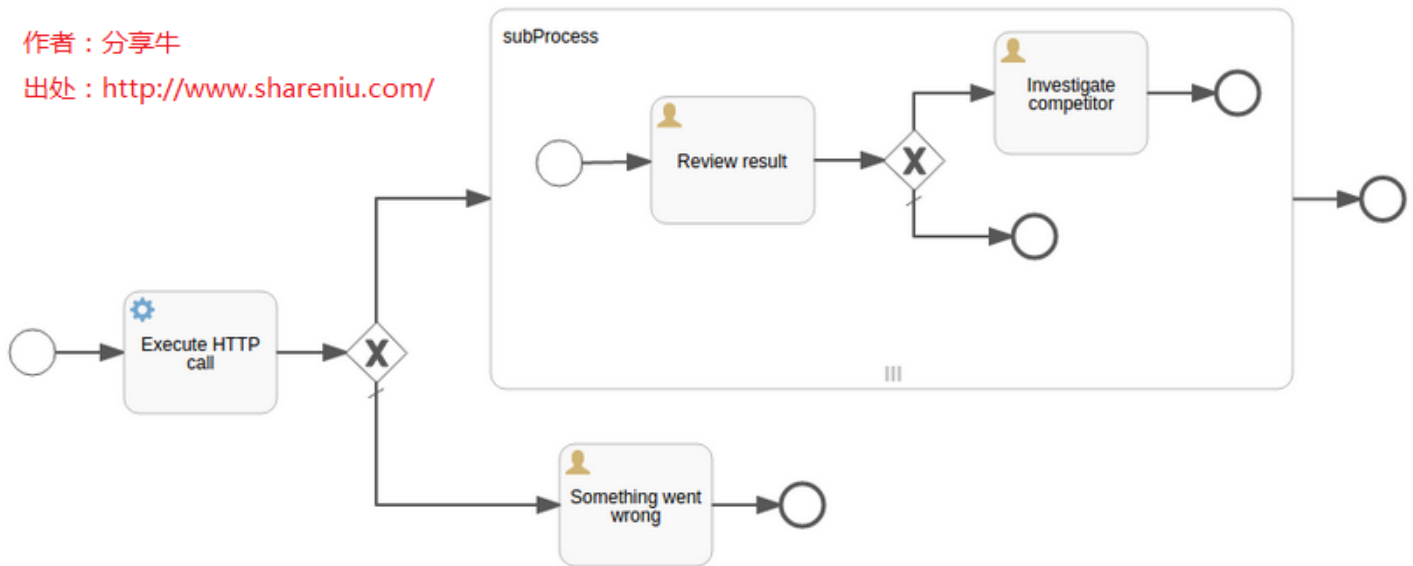 作者：分享牛
出处：http://www.shareniu.com/
subProcess
Investigate
competitor
Review result
Execute HTTP
call
Something went
wrong